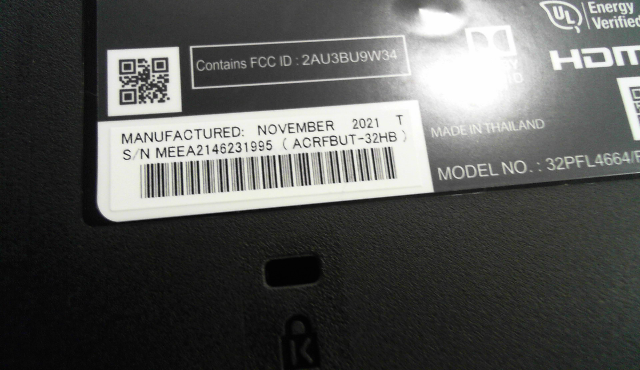 UL
Energy
Verified
Contains FCC ID : 2AU3BU9W34
HDMI
MANUFACTURED: NOVEMBER 2021 T
S/N MEEA2146231995 (ACRFBUT-32HB)
MADE IN THAILAND
MODEL NO. : 32PFL4664/
K